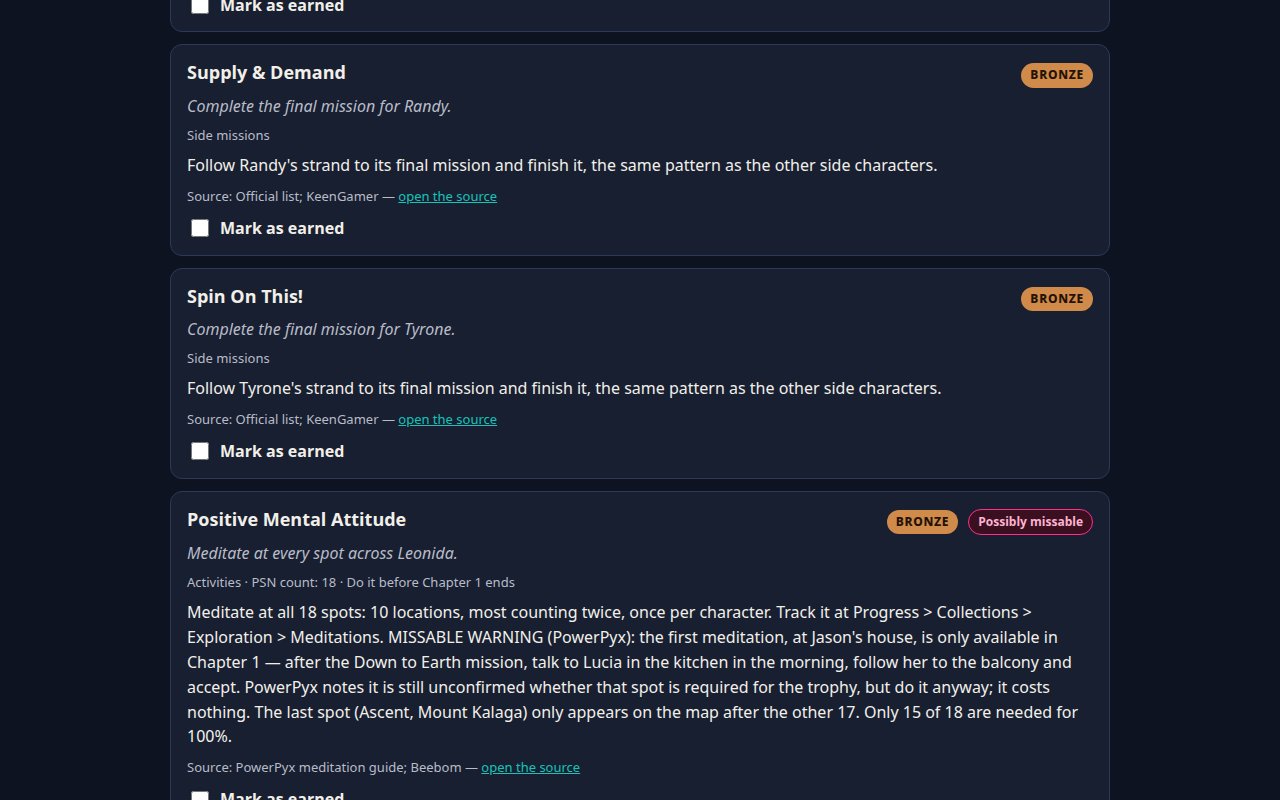 Mark as earned
Supply & Demand
BRONZE
Complete the final mission for Randy.
Side missions
Follow Randy's strand to its final mission and finish it, the same pattern as the other side characters.
Source: Official list; KeenGamer — open the source
Mark as earned
Spin On This!
BRONZE
Complete the final mission for Tyrone.
Side missions
Follow Tyrone's strand to its final mission and finish it, the same pattern as the other side characters.
Source: Official list; KeenGamer — open the source
Mark as earned
Positive Mental Attitude
BRONZE
Possibly missable
Meditate at every spot across Leonida.
Activities · PSN count: 18 · Do it before Chapter 1 ends
Meditate at all 18 spots: 10 locations, most counting twice, once per character. Track it at Progress > Collections >
Exploration > Meditations. MISSABLE WARNING (PowerPyx): the first meditation, at Jason's house, is only available in
Chapter 1 — after the Down to Earth mission, talk to Lucia in the kitchen in the morning, follow her to the balcony and
accept. PowerPyx notes it is still unconfirmed whether that spot is required for the trophy, but do it anyway; it costs
nothing. The last spot (Ascent, Mount Kalaga) only appears on the map after the other 17. Only 15 of 18 are needed for
100%.
Source: PowerPyx meditation guide; Beebom — open the source
Mark as earned